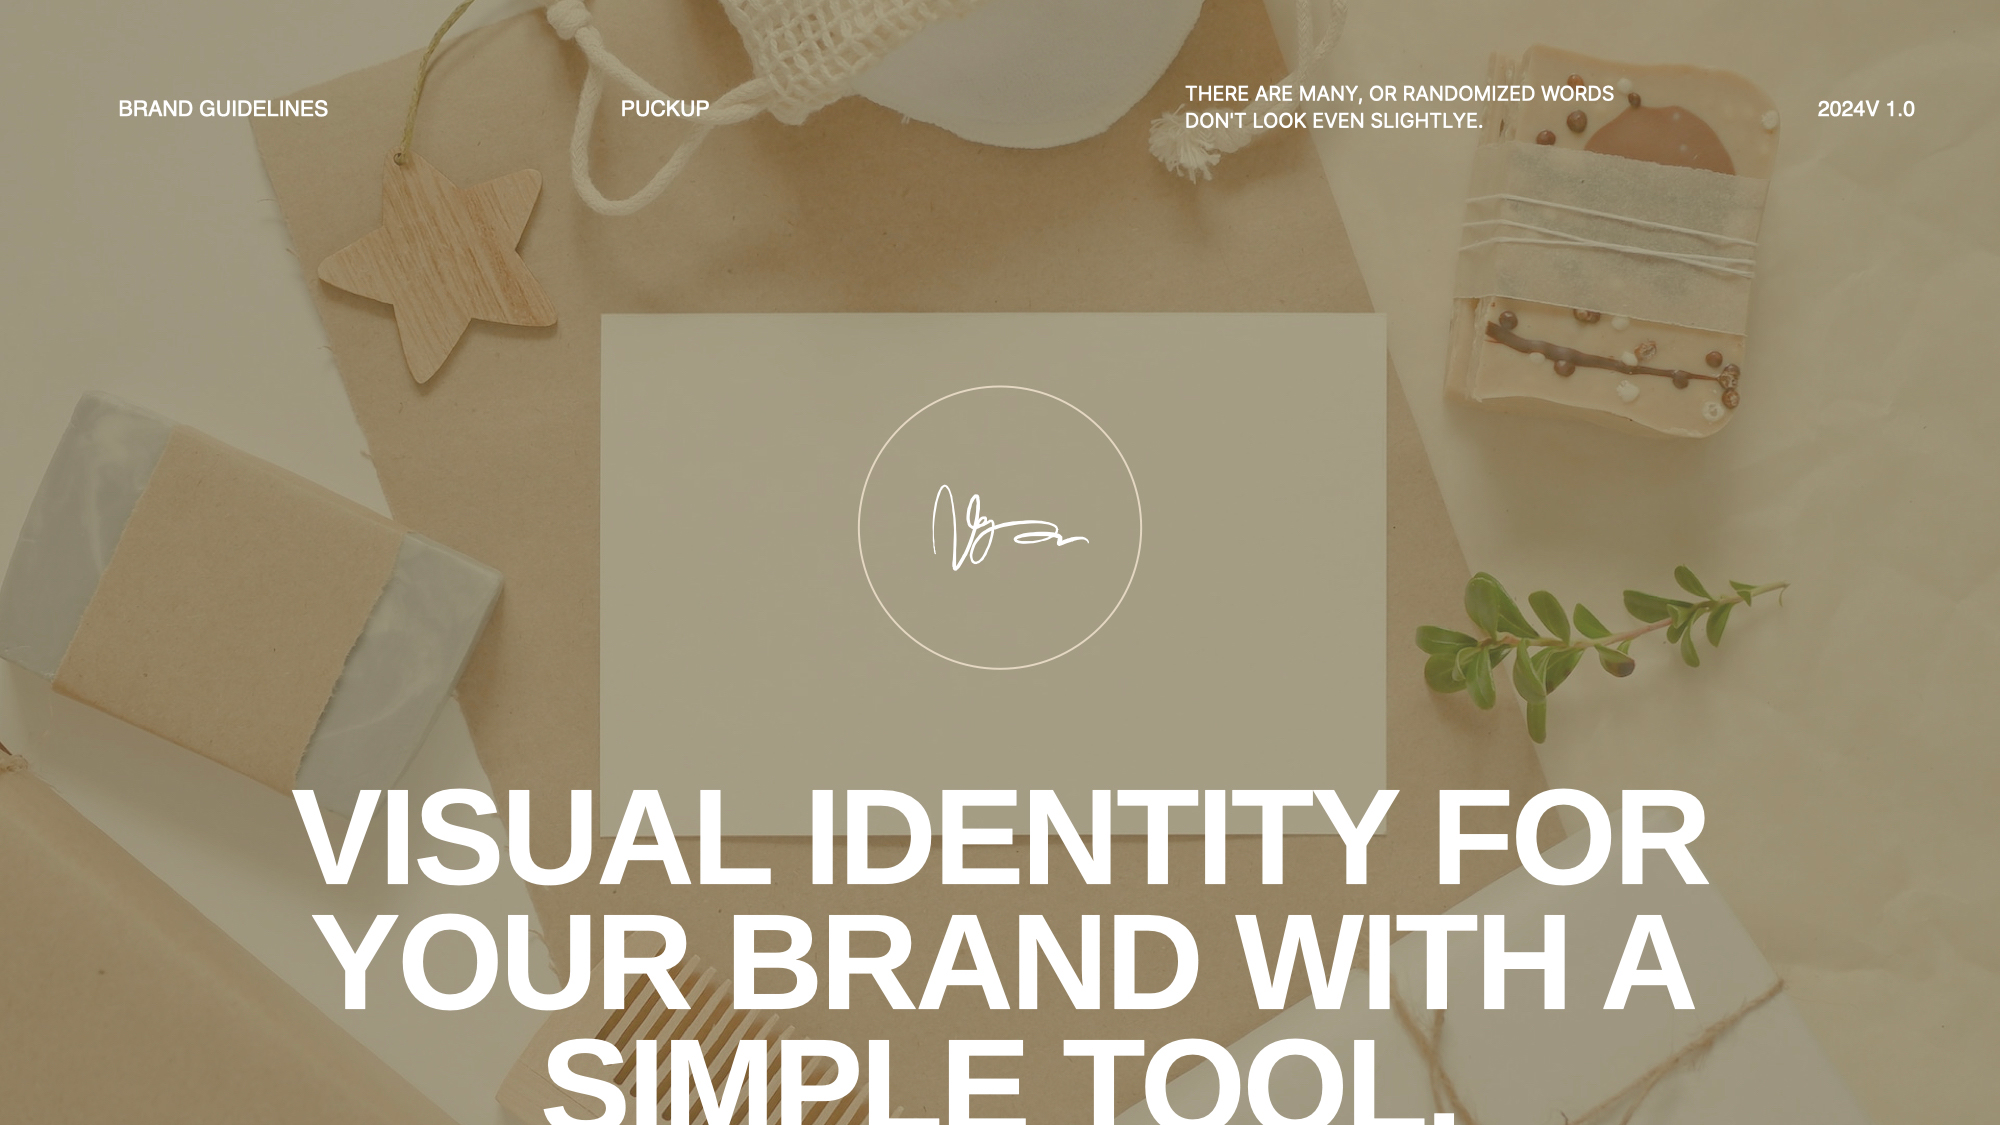 BRAND GUIDELINES
PUCKUP
THERE ARE MANY, OR RANDOMIZED WORDS
DON'T LOOK EVEN SLIGHTLYE.
2024V 1.0
VISUAL IDENTITY FOR
YOUR BRAND WITH A
SIMPLE TOOL.